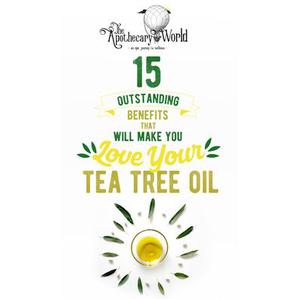 The
Apothecary World
15
OUTSTANDING
BENEFITS
THAT
WILL MAKE YOU
Love Your
TEA TREE OIL